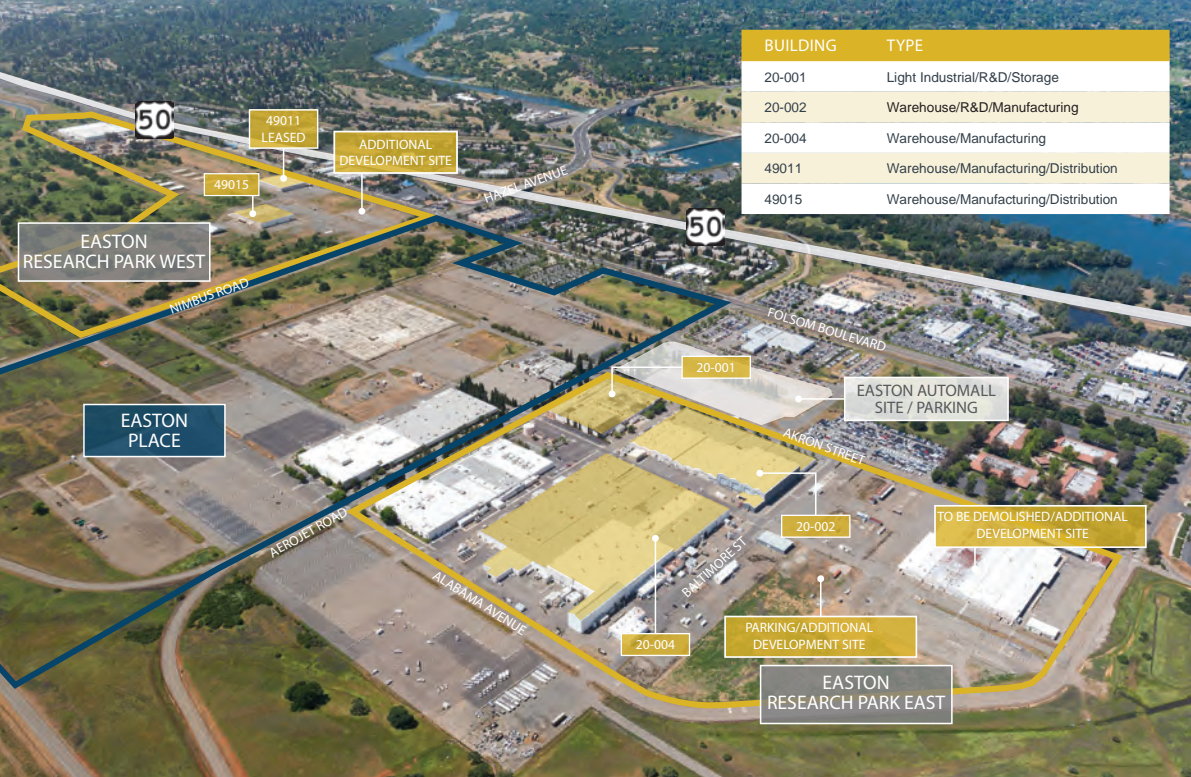 BUILDING TYPE
20-001 Light Industrial/R&D/Storage
20-002 Warehouse/R&D/Manufacturing
20-004 Warehouse/Manufacturing
49011 Warehouse/Manufacturing/Distribution
49015 Warehouse/Manufacturing/Distribution
50
49011
LEASED
ADDITIONAL
DEVELOPMENT SITE
49015
HAZEL AVENUE
50
EASTON
RESEARCH PARK WEST
NIMBUS ROAD
FOLSOM BOULEVARD
20-001
EASTON AUTOMALL
SITE / PARKING
EASTON
PLACE
AKRON STREET
AEROJET ROAD
20-002
TO BE DEMOLISHED/ADDITIONAL
DEVELOPMENT SITE
BALTIMORE ST
ALABAMA AVENUE
20-004
PARKING/ADDITIONAL
DEVELOPMENT SITE
EASTON
RESEARCH PARK EAST